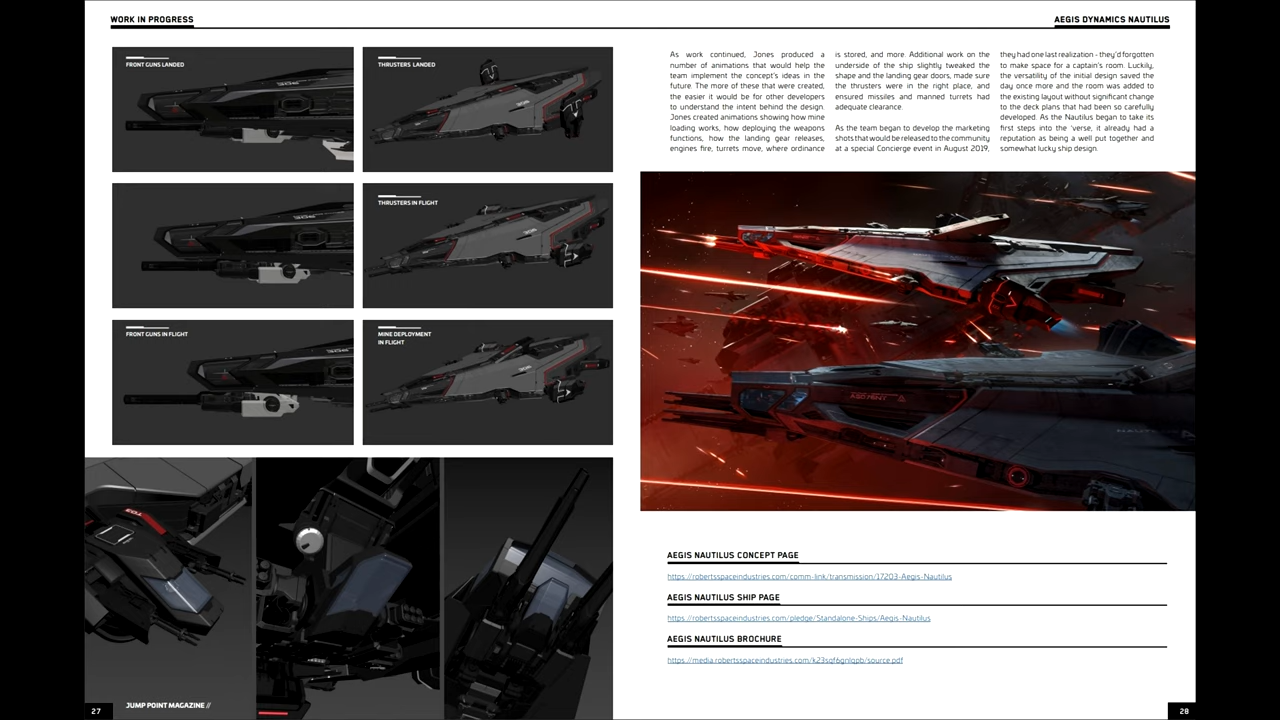 WORK IN PROGRESS
AEGIS DYNAMICS NAUTILUS
FRONT GUNS LANDED
THRUSTERS LANDED
THRUSTERS IN FLIGHT
FRONT GUNS IN FLIGHT
MINE DEPLOYMENT
IN FLIGHT
As work continued, Jones produced a
number of animations that would help the
team implement the concept's ideas in the
future. The more of these that were created,
the easier it would be for other developers
to understand the intent behind the design.
Jones created animations showing how mine
loading works, how deploying the weapons
functions, how the landing gear releases,
engines fire, turrets move, where ordinance
is stored, and more. Additional work on the
underside of the ship slightly tweaked the
shape and the landing gear doors, made sure
the thrusters were in the right place, and
ensured missiles and manned turrets had
adequate clearance.
As the team began to develop the marketing
shots that would be released to the community
at a special Concierge event in August 2019,
they had one last realization - they'd forgotten
to make space for a captain's room. Luckily,
the versatility of the initial design saved the
day once more and the room was added to
the existing layout without significant change
to the deck plans that had been so carefully
developed. As the Nautilus began to take its
first steps into the 'verse, it already had a
reputation as being a well put together and
somewhat lucky ship design.
NAUTILUS
AEGIS NAUTILUS CONCEPT PAGE
https://robertsspaceindustries.com/comm-link/transmission/17203-Aegis-Nautilus
AEGIS NAUTILUS SHIP PAGE
https://robertsspaceindustries.com/pledge/Standalone-Ships/Aegis-Nautilus
AEGIS NAUTILUS BROCHURE
https://media.robertsspaceindustries.com/k23sqf6gnlqpb/source.pdf
27
JUMP POINT MAGAZINE //
28